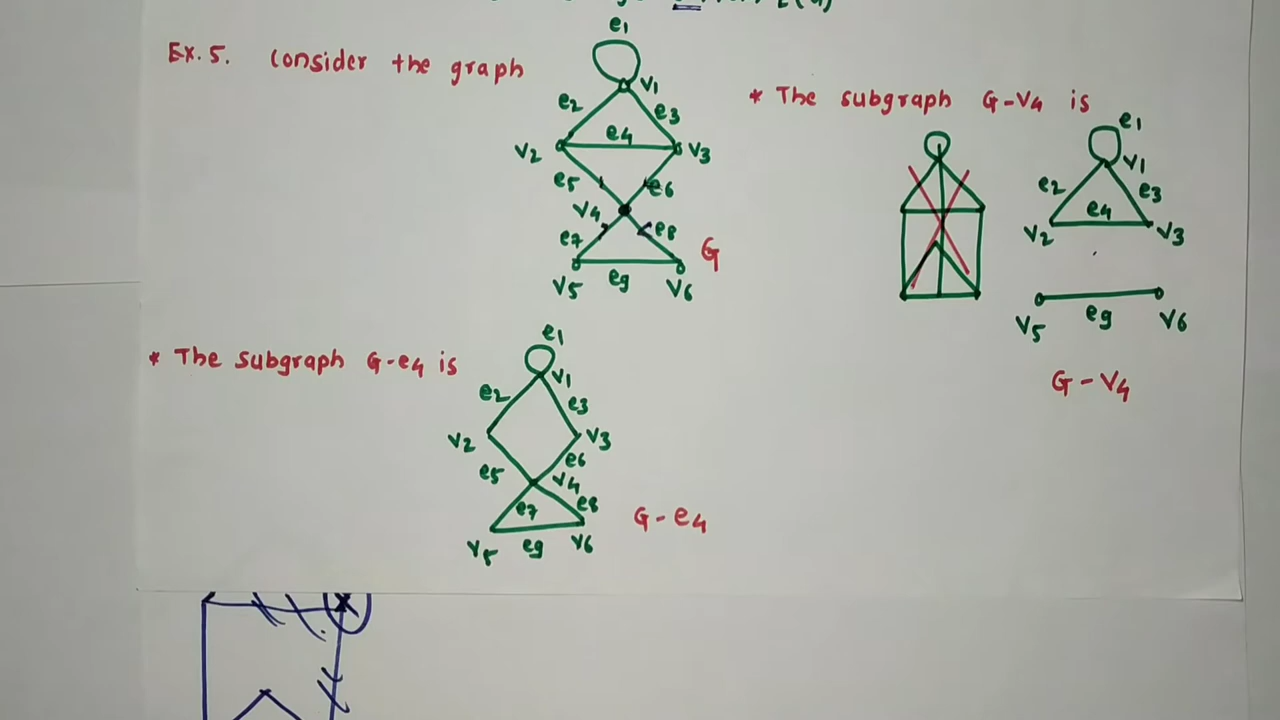 Ex. 5. Consider the graph
e1
v1
e2
e3
e4
v2
v3
e5
e6
v4
e7
e8
G
e9
v5
v6
* The subgraph G-v4 is
e1
v1
e2
e3
e4
v2
v3
e9
v5
v6
G - v4
* The subgraph G-e4 is
e1
v1
e2
e3
v2
v3
e6
e5
v4
e7
e8
v5
e9
v6
G - e4